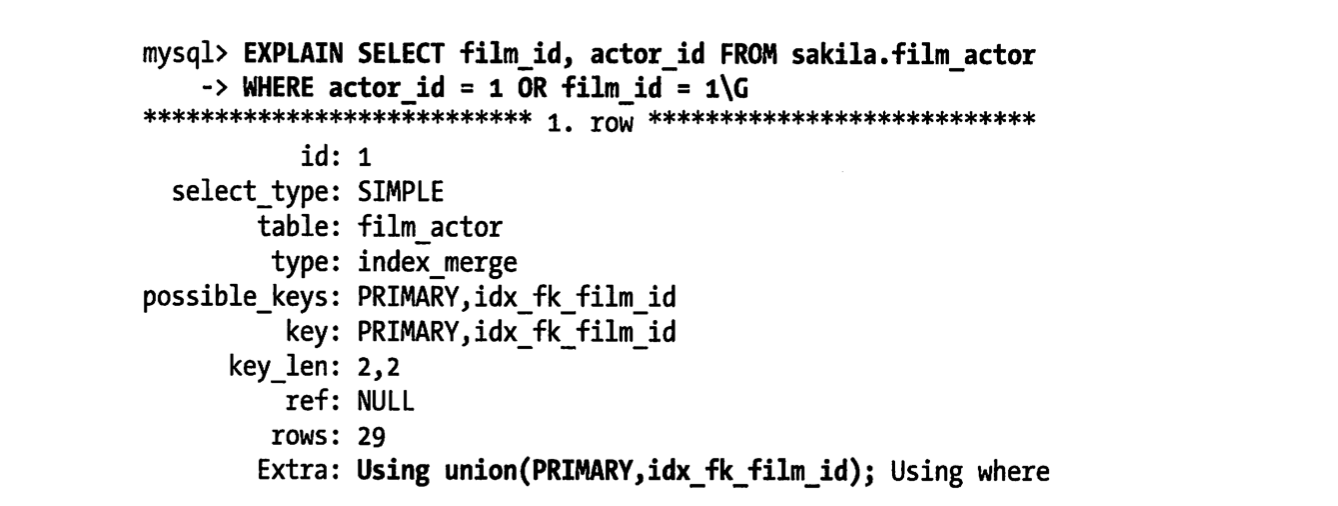 mysql> EXPLAIN SELECT film_id, actor_id FROM sakila.film_actor
-> WHERE actor_id = 1 OR film_id = 1\G
*************************** 1. row ***************************
id: 1
select_type: SIMPLE
table: film_actor
type: index_merge
possible_keys: PRIMARY,idx_fk_film_id
key: PRIMARY,idx_fk_film_id
key_len: 2,2
ref: NULL
rows: 29
Extra: Using union(PRIMARY,idx_fk_film_id); Using where